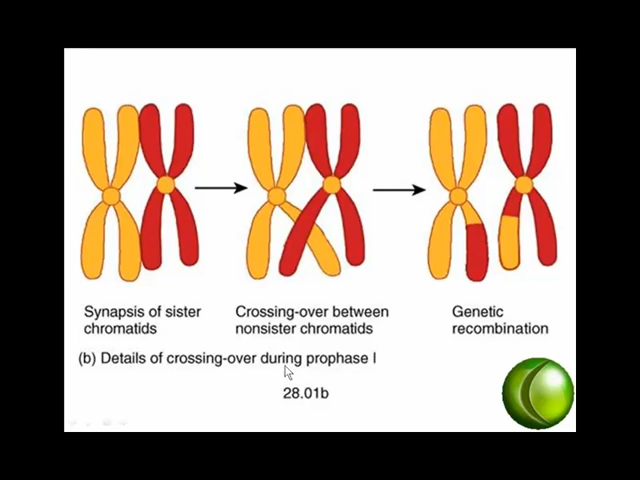 Synapsis of sister
chromatids
Crossing-over between
nonsister chromatids
Genetic
recombination
(b) Details of crossing-over during prophase I
28.01b